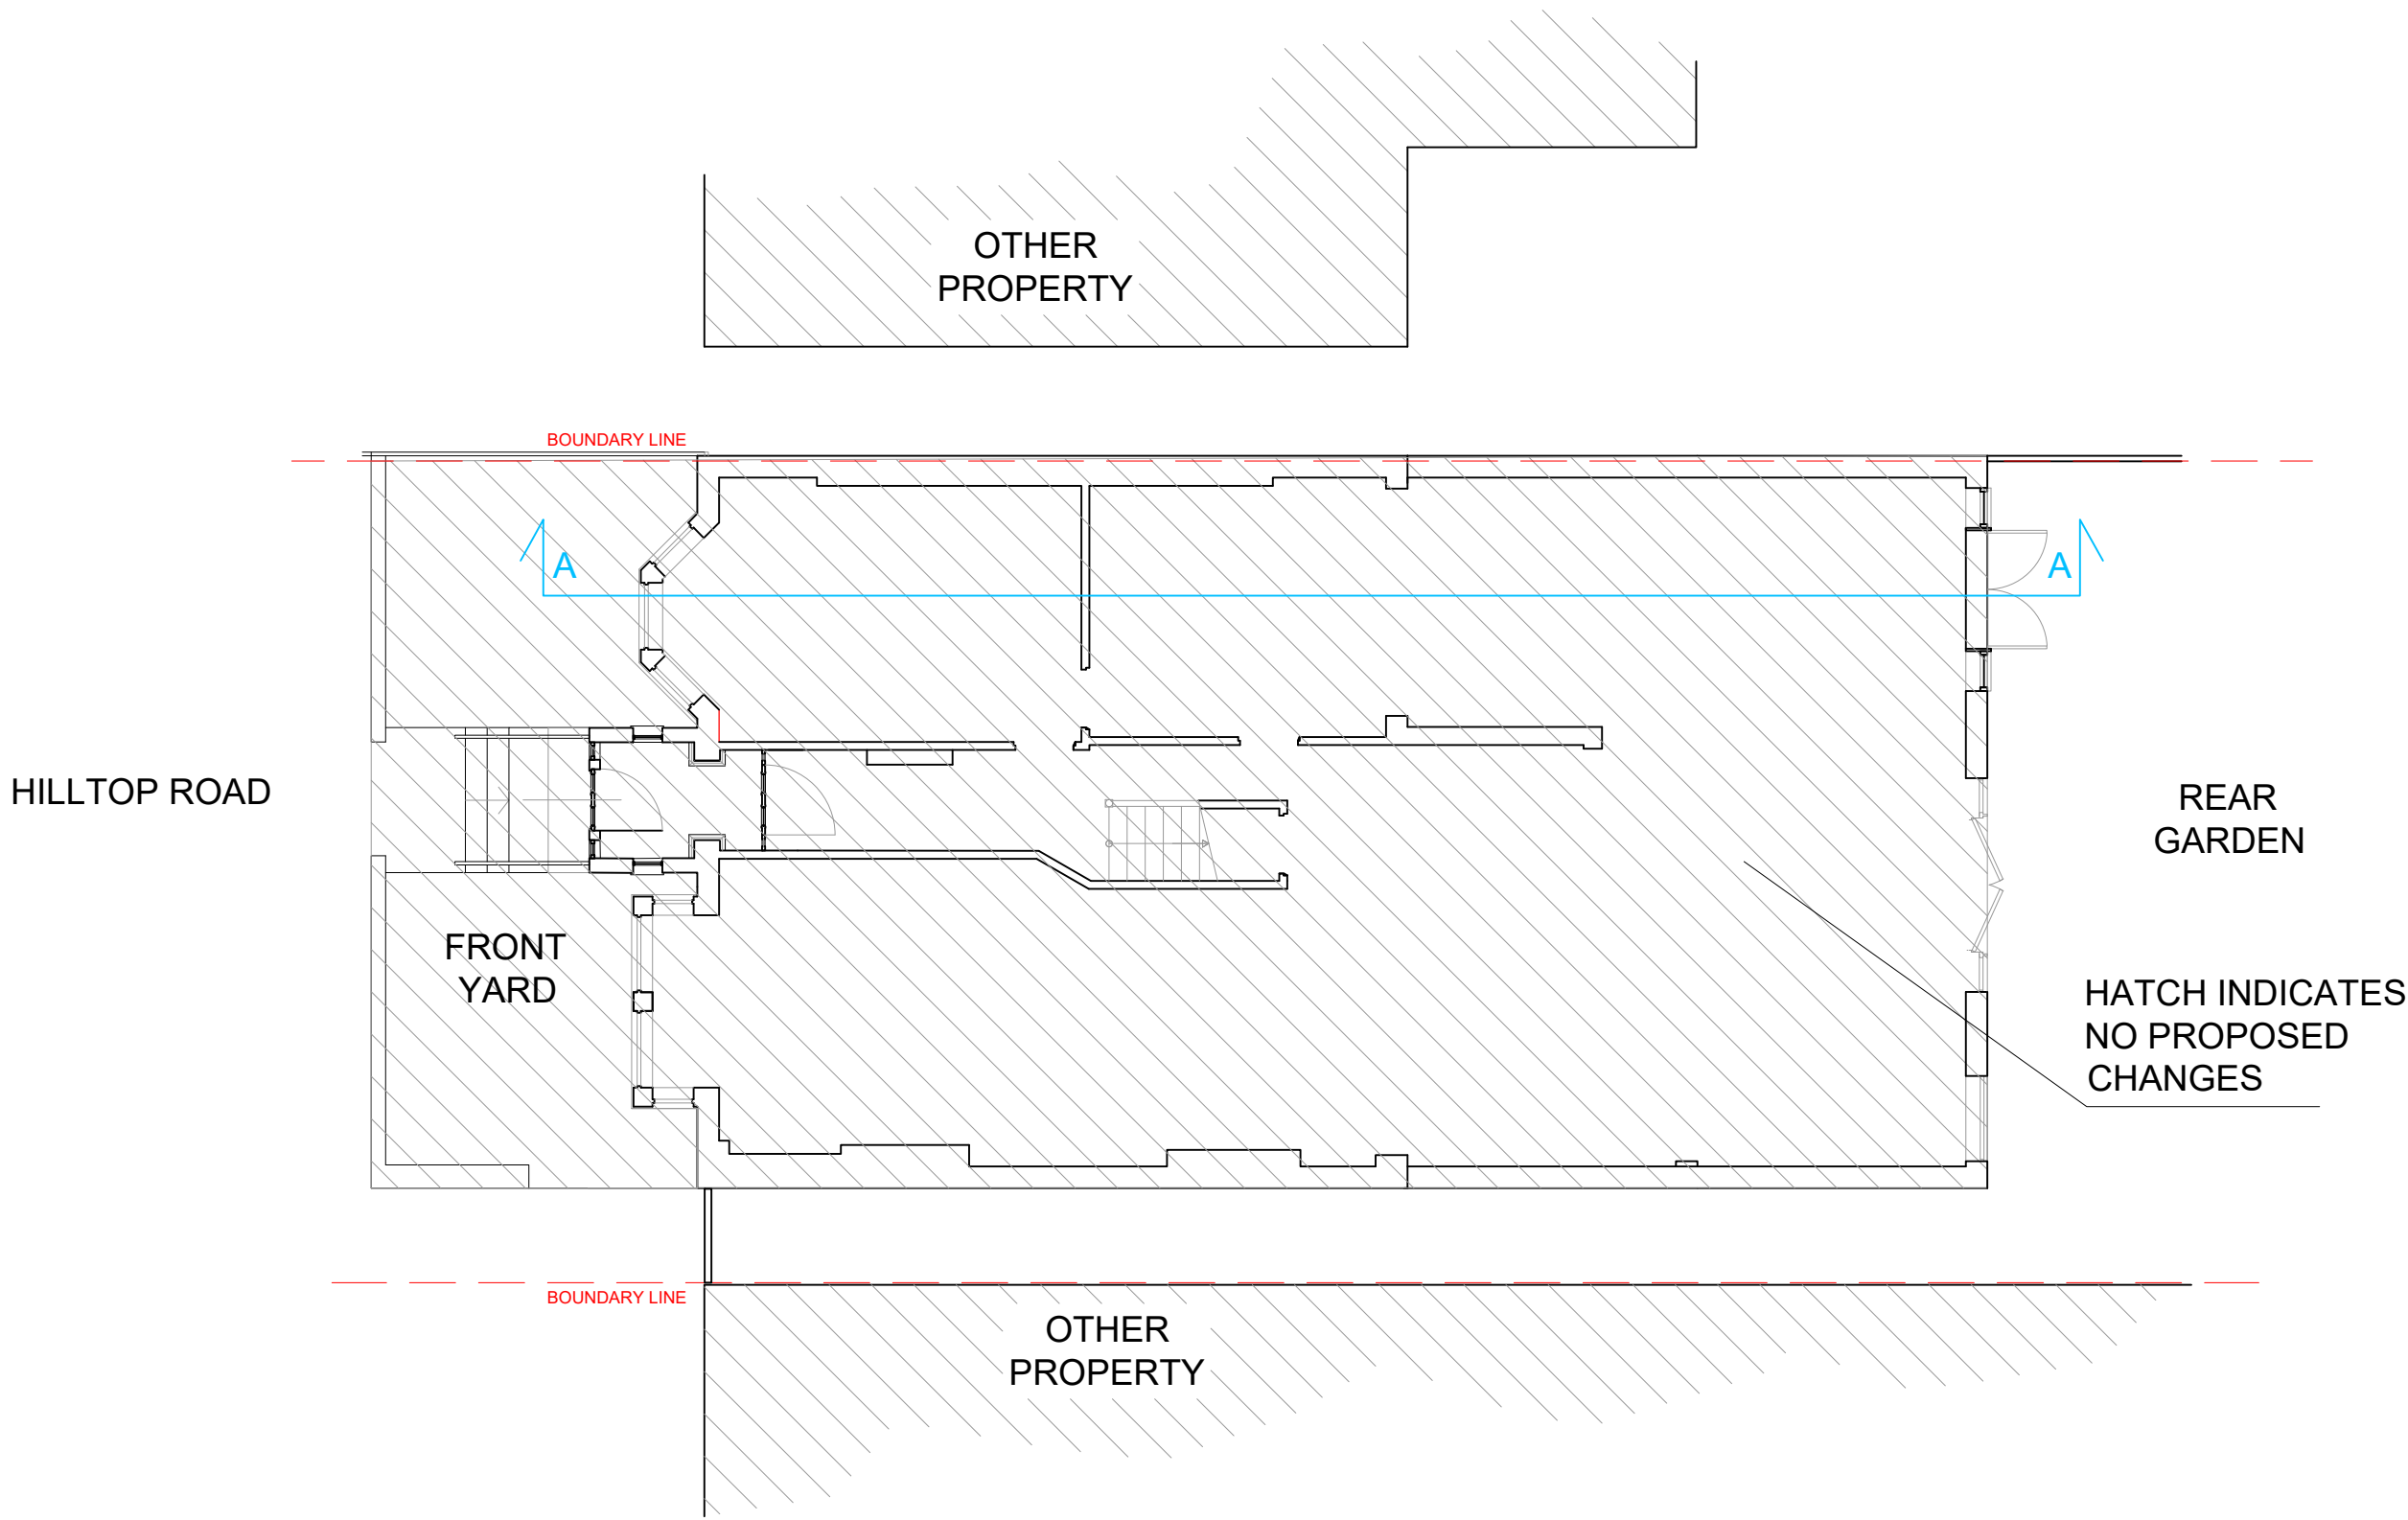 OTHER
PROPERTY
BOUNDARY LINE
A
A
HILLTOP ROAD
REAR
GARDEN
FRONT
YARD
HATCH INDICATES
NO PROPOSED
CHANGES
BOUNDARY LINE
OTHER
PROPERTY